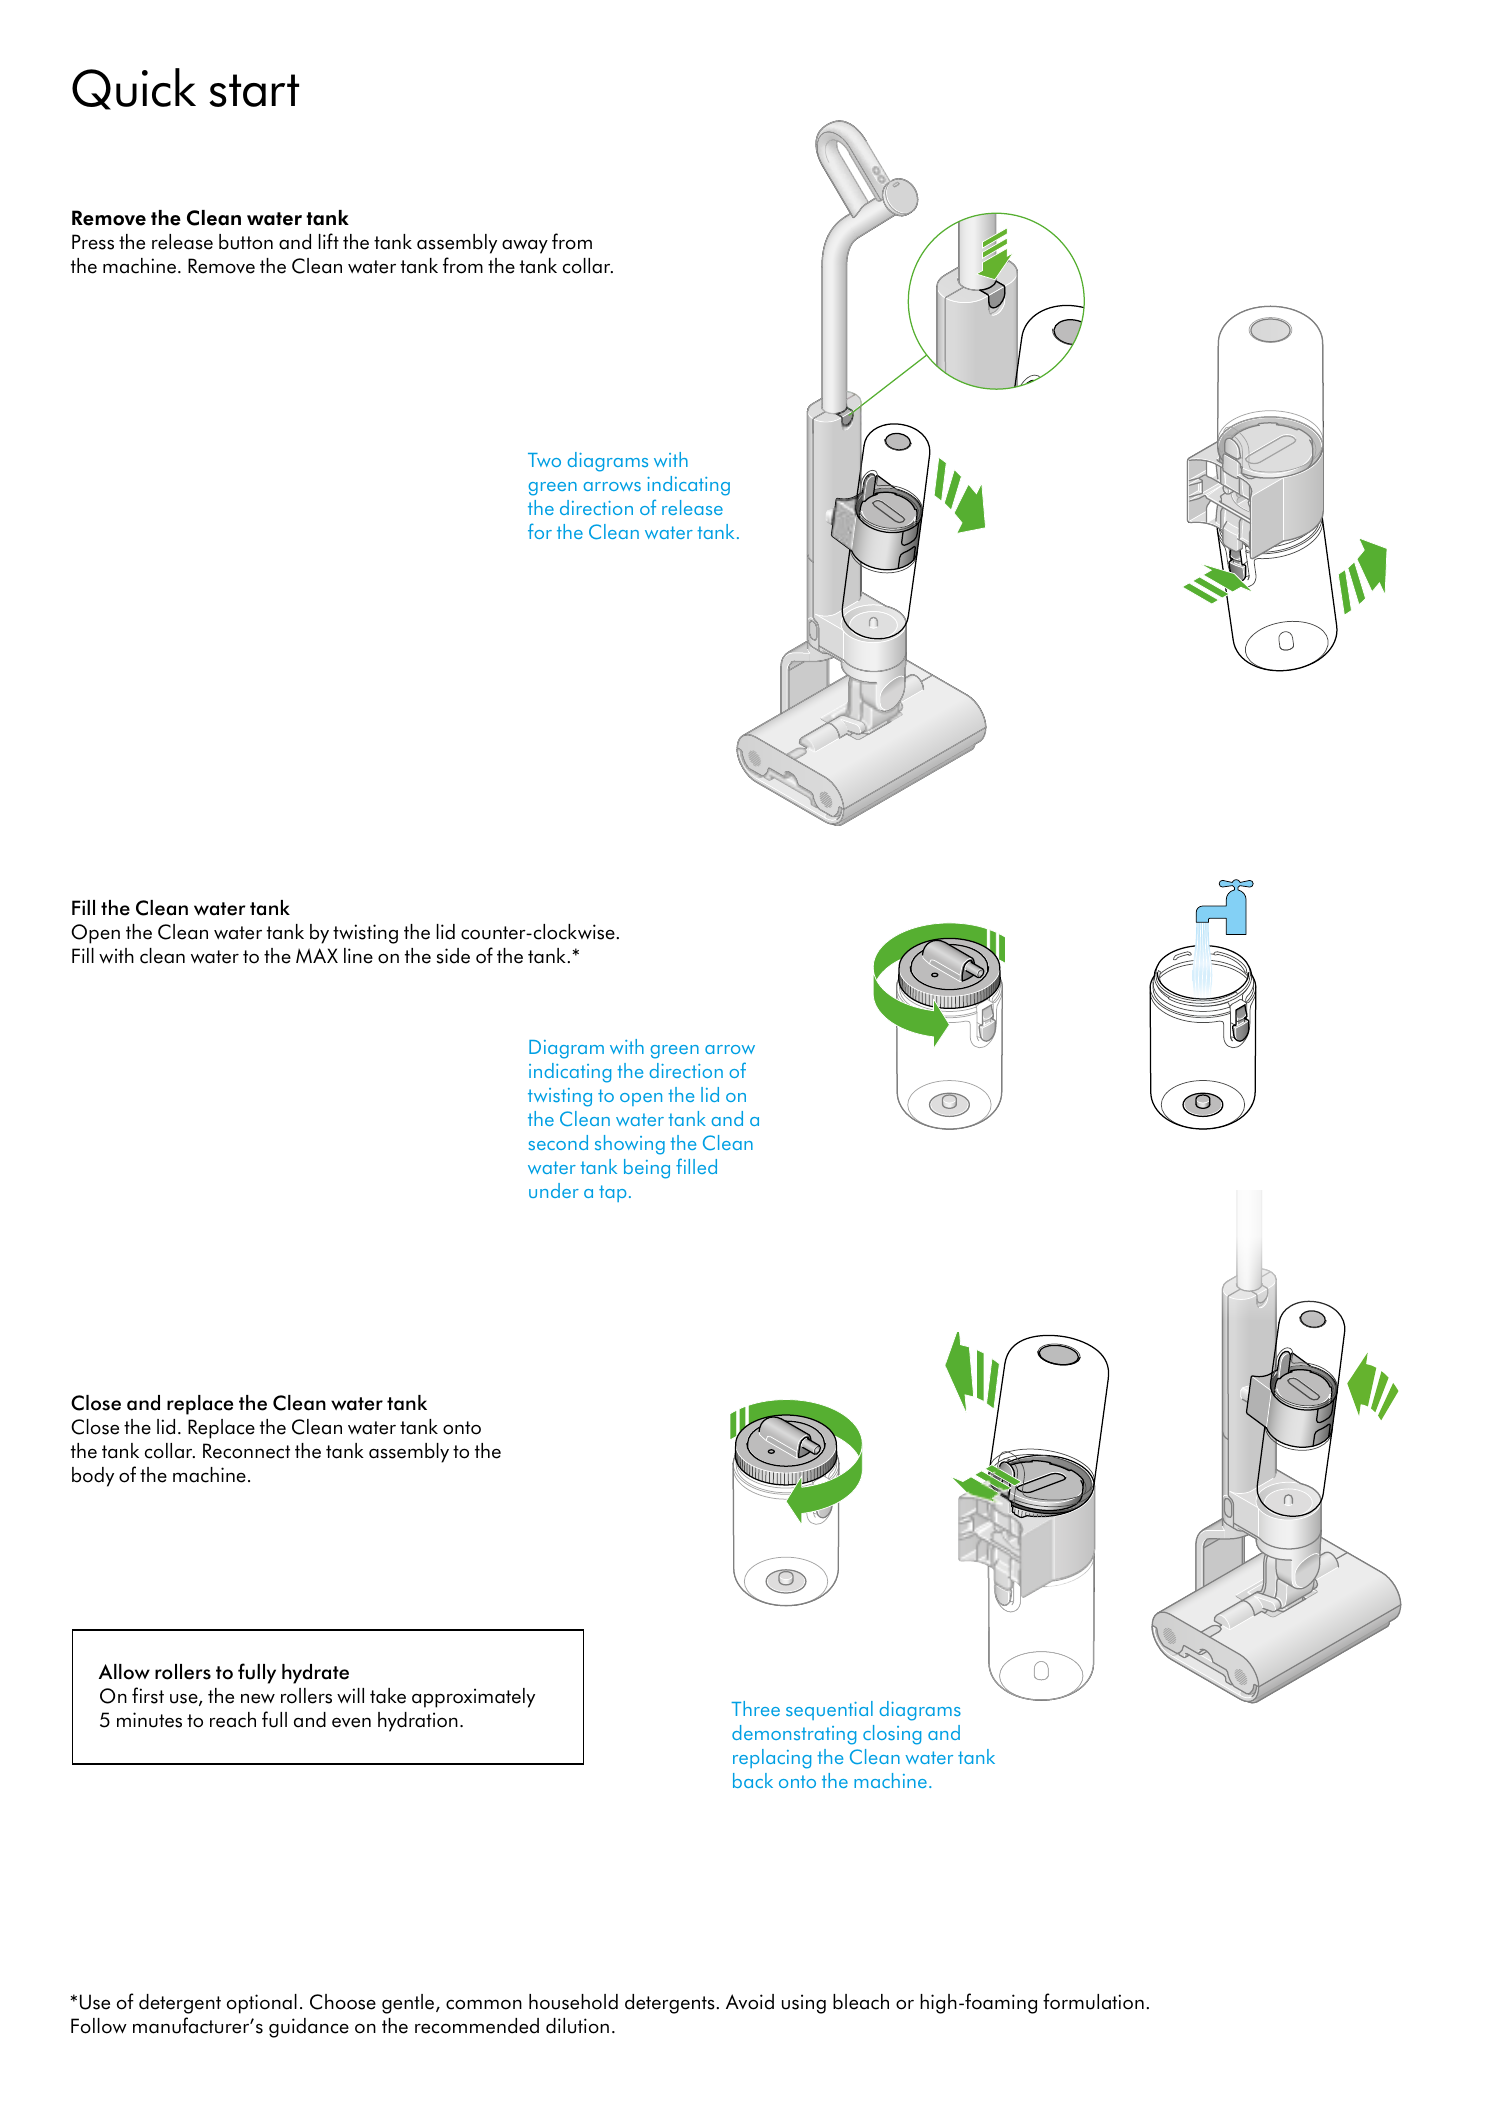 Quick start
Remove the Clean water tank
Press the release button and lift the tank assembly away from
the machine. Remove the Clean water tank from the tank collar.
Two diagrams with
green arrows indicating
the direction of release
for the Clean water tank.
Fill the Clean water tank
Open the Clean water tank by twisting the lid counter-clockwise.
Fill with clean water to the MAX line on the side of the tank.*
Diagram with green arrow
indicating the direction of
twisting to open the lid on
the Clean water tank and a
second showing the Clean
water tank being filled
under a tap.
Close and replace the Clean water tank
Close the lid. Replace the Clean water tank onto
the tank collar. Reconnect the tank assembly to the
body of the machine.
Allow rollers to fully hydrate
On first use, the new rollers will take approximately
5 minutes to reach full and even hydration.
Three sequential diagrams
demonstrating closing and
replacing the Clean water tank
back onto the machine.
*Use of detergent optional. Choose gentle, common household detergents. Avoid using bleach or high-foaming formulation.
Follow manufacturer’s guidance on the recommended dilution.